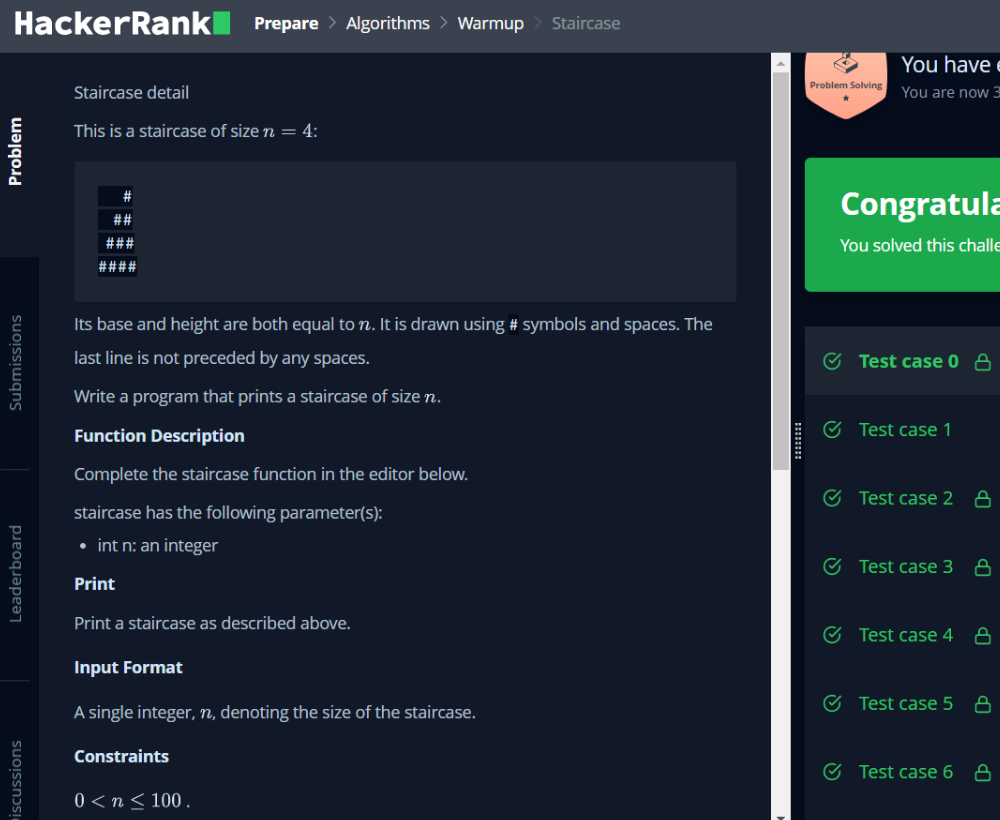 HackerRank
Prepare > Algorithms > Warmup > Staircase
Problem
Submissions
Leaderboard
Staircase detail
This is a staircase of size n = 4:
   #
  ##
 ###
####
Its base and height are both equal to n. It is drawn using # symbols and spaces. The
last line is not preceded by any spaces.
Write a program that prints a staircase of size n.
Function Description
Complete the staircase function in the editor below.
staircase has the following parameter(s):
• int n: an integer
Print
Print a staircase as described above.
Input Format
A single integer, n, denoting the size of the staircase.
Constraints
0 < n ≤ 100 .
Problem Solving
You have
You are now 3
Congratula
You solved this challe
Test case 0
Test case 1
Test case 2
Test case 3
Test case 4
Test case 5
Test case 6